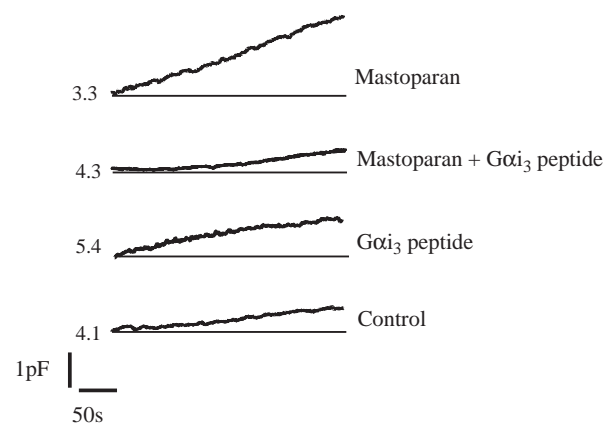 3.3 Mastoparan
4.3 Mastoparan + Gαi₃ peptide
5.4 Gαi₃ peptide
4.1 Control
1pF
50s